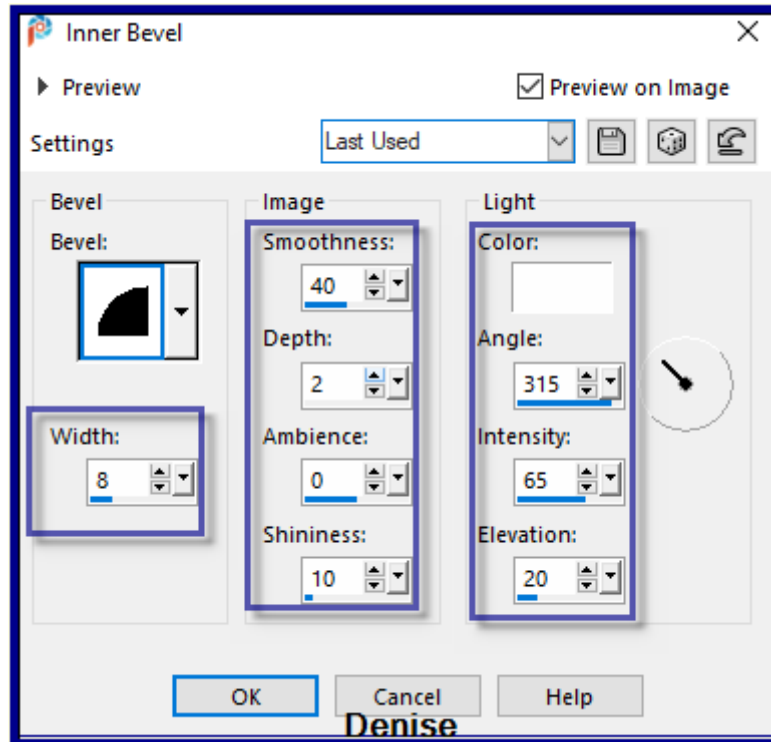 Inner Bevel
Preview
Preview on Image
Settings
Last Used
Bevel
Bevel:
Width:
8
Image
Smoothness:
40
Depth:
2
Ambience:
0
Shininess:
10
Light
Color:
Angle:
315
Intensity:
65
Elevation:
20
OK Cancel Help
Denise